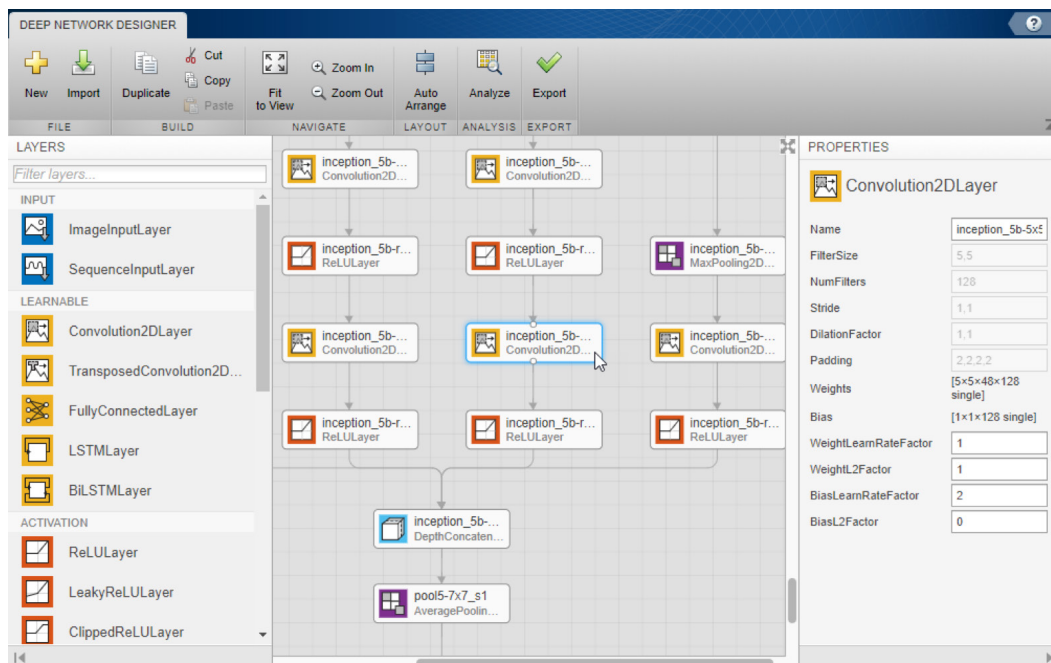 DEEP NETWORK DESIGNER
?
New
Import
Duplicate
Cut
Copy
Paste
Fit
to View
Zoom In
Zoom Out
Auto
Arrange
Analyze
Export
FILE
BUILD
NAVIGATE
LAYOUT
ANALYSIS
EXPORT
LAYERS
Filter layers...
INPUT
ImageInputLayer
SequenceInputLayer
LEARNABLE
Convolution2DLayer
TransposedConvolution2D...
FullyConnectedLayer
LSTMLayer
BiLSTMLayer
ACTIVATION
ReLULayer
LeakyReLULayer
ClippedReLULayer
inception_5b-...
Convolution2D...
inception_5b-...
Convolution2D...
inception_5b-r...
ReLULayer
inception_5b-r...
ReLULayer
inception_5b-...
MaxPooling2D...
inception_5b-...
Convolution2D...
inception_5b-...
Convolution2D...
inception_5b-...
Convolution2D...
inception_5b-r...
ReLULayer
inception_5b-r...
ReLULayer
inception_5b-r...
ReLULayer
inception_5b-...
DepthConcaten...
pool5-7x7_s1
AveragePoolin...
PROPERTIES
Convolution2DLayer
Name inception_5b-5x5
FilterSize 5,5
NumFilters 128
Stride 1,1
DilationFactor 1,1
Padding 2,2,2,2
Weights [5×5×48×128
single]
Bias [1×1×128 single]
WeightLearnRateFactor 1
WeightL2Factor 1
BiasLearnRateFactor 2
BiasL2Factor 0